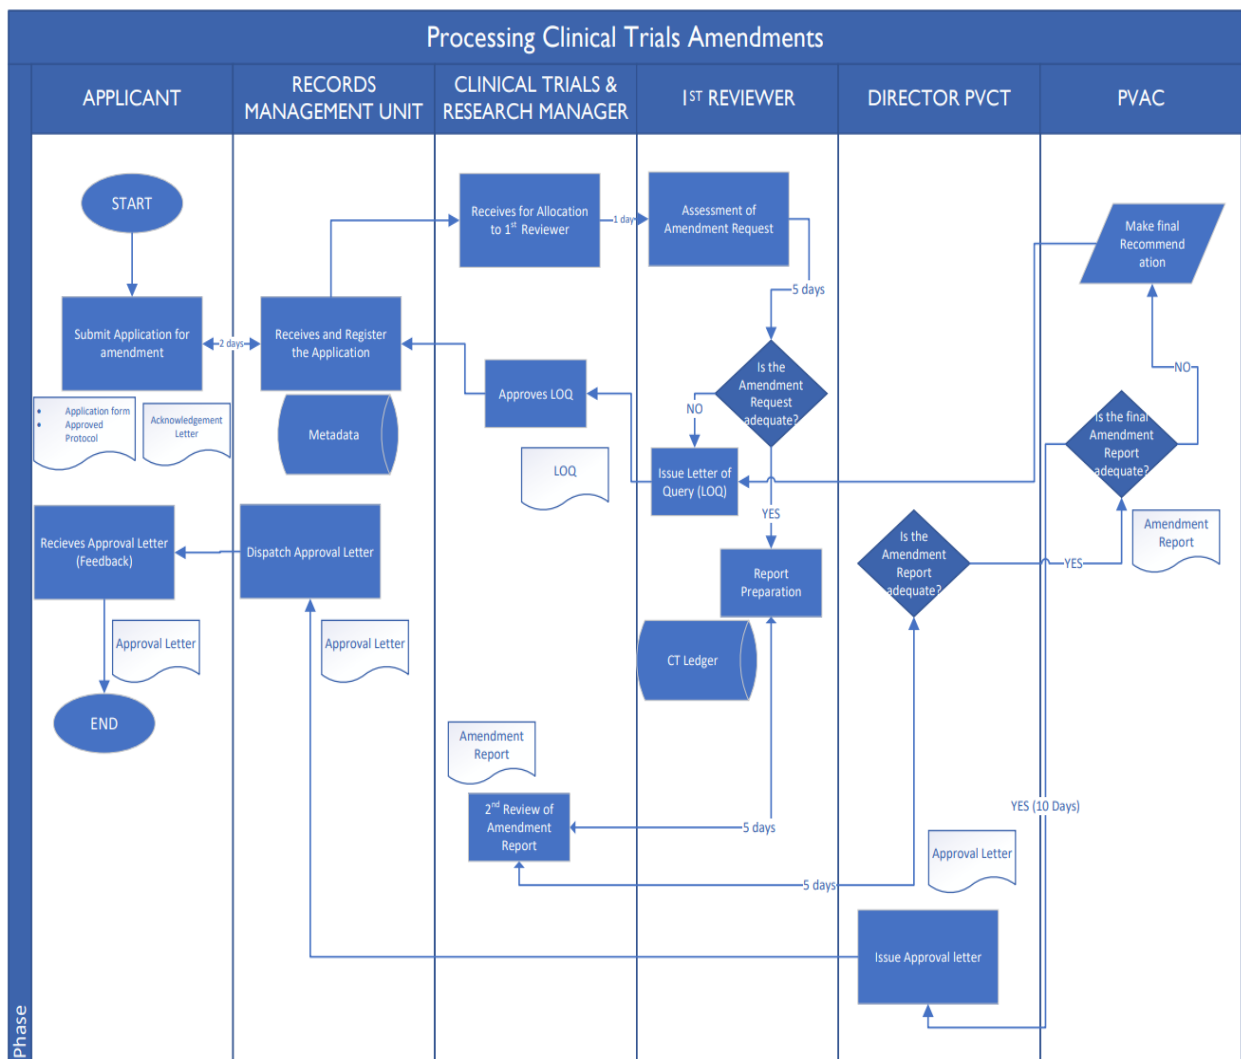 Processing Clinical Trials Amendments
APPLICANT
RECORDS
MANAGEMENT UNIT
CLINICAL TRIALS &
RESEARCH MANAGER
1ST REVIEWER
DIRECTOR PVCT
PVAC
START
Receives for Allocation
to 1st Reviewer
1 day
Assessment of
Amendment Request
Make final
Recommend
ation
5 days
Submit Application for
amendment
2 days
Receives and Register
the Application
Approves LOQ
Is the
Amendment
Request
adequate?
NO
NO
Application form
Approved
Protocol
Acknowledgement
Letter
Metadata
LOQ
Issue Letter of
Query (LOQ)
YES
Is the final
Amendment
Report
adequate?
Recieves Approval Letter
(Feedback)
Dispatch Approval Letter
Report
Preparation
Is the
Amendment
Report
adequate?
YES
Amendment
Report
Approval Letter
Approval Letter
CT Ledger
END
Amendment
Report
2nd Review of
Amendment
Report
5 days
YES (10 Days)
5 days
Approval Letter
Issue Approval letter
Phase